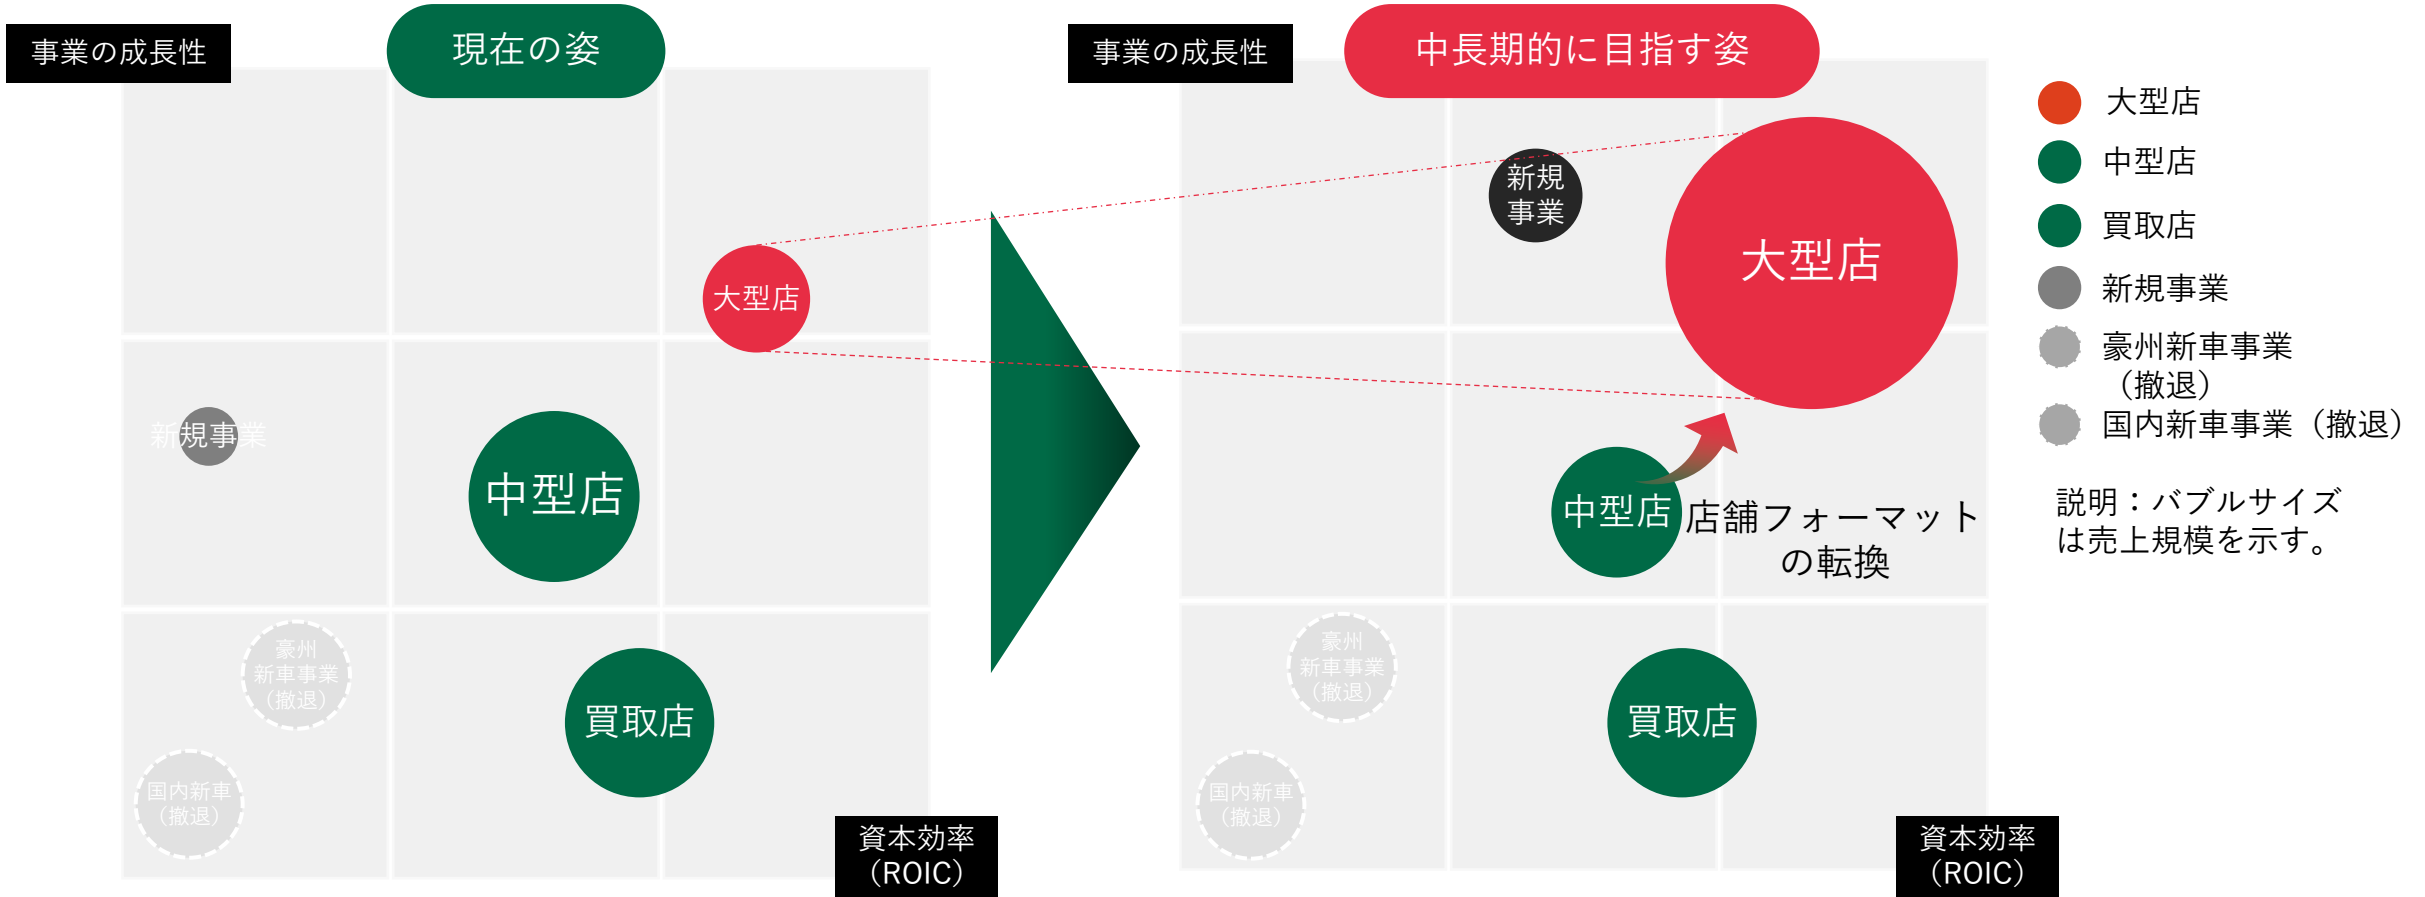 事業の成長性
現在の姿
大型店
新規事業
中型店
豪州
新車事業
（撤退）
買取店
国内新車
（撤退）
資本効率
（ROIC）
事業の成長性
中長期的に目指す姿
新規
事業
大型店
中型店
店舗フォーマット
の転換
豪州
新車事業
（撤退）
買取店
国内新車
（撤退）
資本効率
（ROIC）
大型店
中型店
買取店
新規事業
豪州新車事業
（撤退）
国内新車事業（撤退）
説明：バブルサイズ
は売上規模を示す。